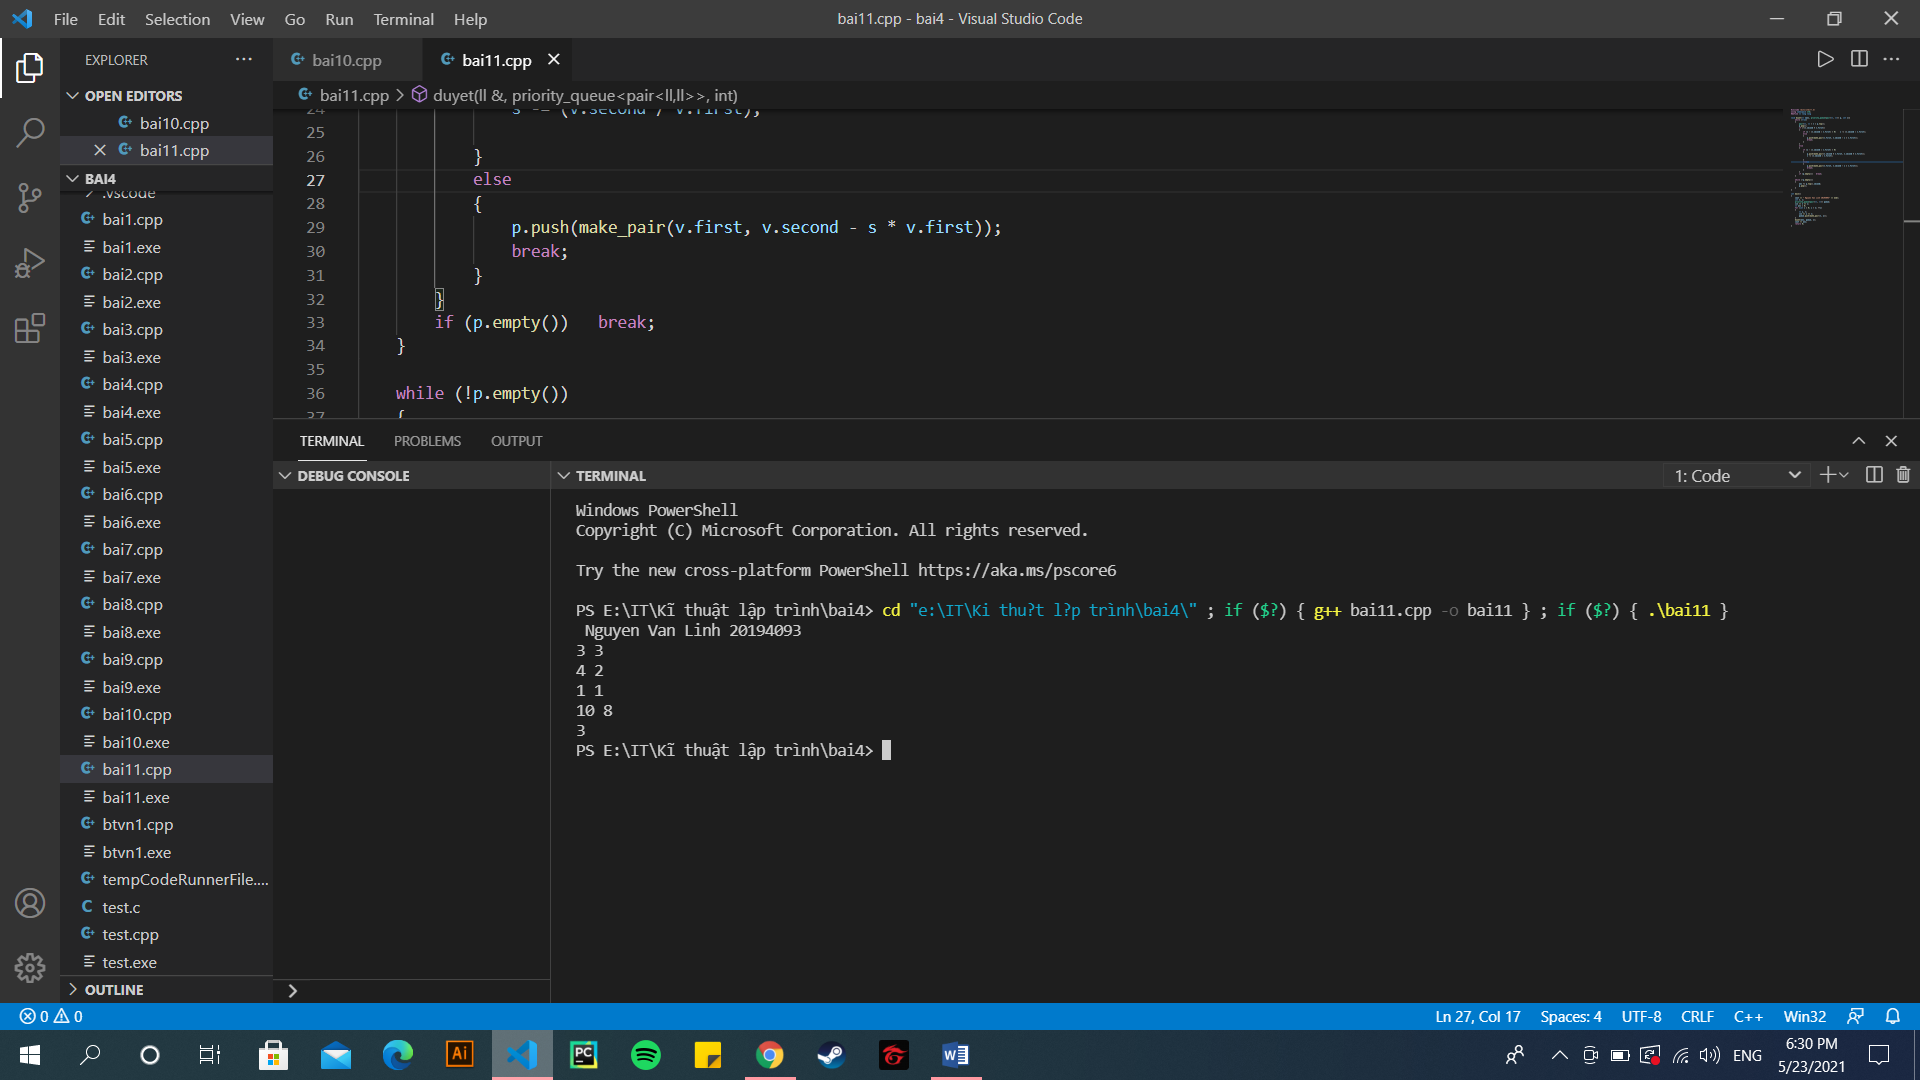 File Edit Selection View Go Run Terminal Help
bai11.cpp - bai4 - Visual Studio Code
EXPLORER
OPEN EDITORS
bai10.cpp
bai11.cpp
BAI4
.vscode
bai1.cpp
bai1.exe
bai2.cpp
bai2.exe
bai3.cpp
bai3.exe
bai4.cpp
bai4.exe
bai5.cpp
bai5.exe
bai6.cpp
bai6.exe
bai7.cpp
bai7.exe
bai8.cpp
bai8.exe
bai9.cpp
bai9.exe
bai10.cpp
bai10.exe
bai11.cpp
bai11.exe
btvn1.cpp
btvn1.exe
tempCodeRunnerFile....
test.c
test.cpp
test.exe
OUTLINE
bai10.cpp bai11.cpp
bai11.cpp > duyet(ll &, priority_queue<pair<ll,ll>>, int)
24 s -= (v.second / v.first);
25
26 }
27 else
28 {
29 p.push(make_pair(v.first, v.second - s * v.first));
30 break;
31 }
32 }
33 if (p.empty()) break;
34 }
35
36 while (!p.empty())
37 {
TERMINAL PROBLEMS OUTPUT
DEBUG CONSOLE
TERMINAL
1: Code
Windows PowerShell
Copyright (C) Microsoft Corporation. All rights reserved.
Try the new cross-platform PowerShell https://aka.ms/pscore6
PS E:\IT\Kĩ thuật lập trình\bai4> cd "e:\IT\Ki thu?t l?p trình\bai4\" ; if ($?) { g++ bai11.cpp -o bai11 } ; if ($?) { .\bai11 }
Nguyen Van Linh 20194093
3 3
4 2
1 1
10 8
3
PS E:\IT\Kĩ thuật lập trình\bai4>
0 0
Ln 27, Col 17 Spaces: 4 UTF-8 CRLF C++ Win32
Ai
PC
W
ENG
6:30 PM
5/23/2021